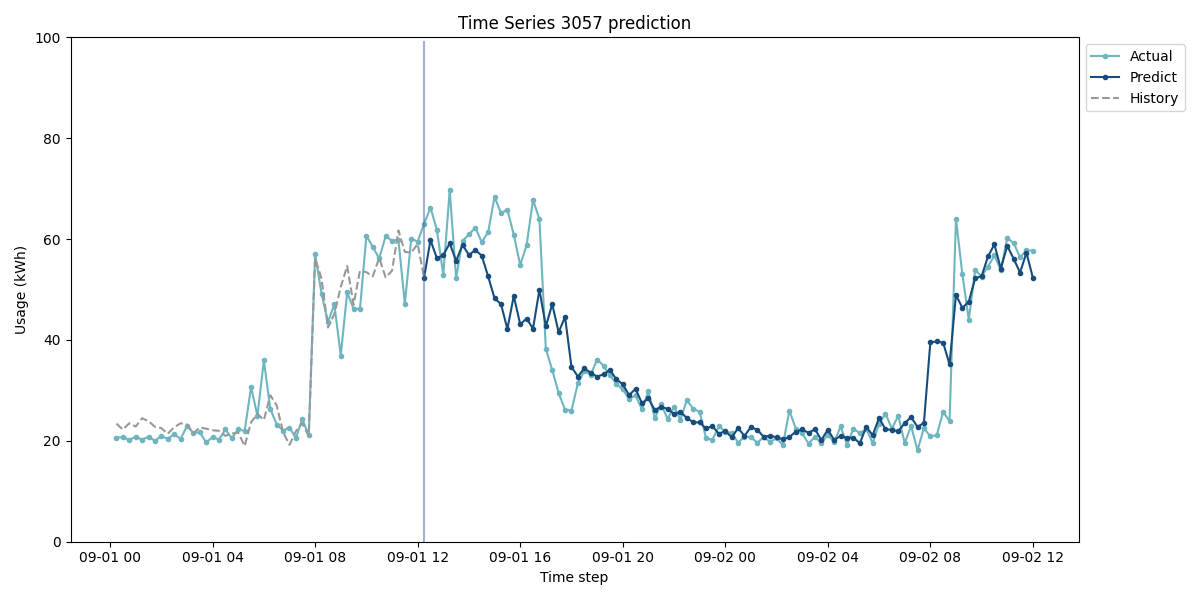 Time Series 3057 prediction
100
80
60
40
20
0
Usage (kWh)
09-01 00 09-01 04 09-01 08 09-01 12 09-01 16 09-01 20 09-02 00 09-02 04 09-02 08 09-02 12
Time step
Actual
Predict
History